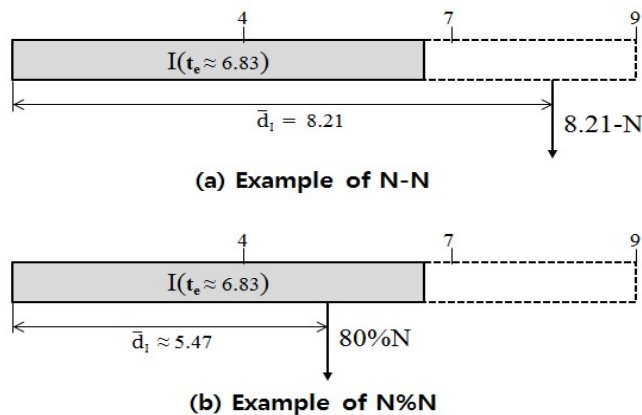 4 7 9
I(tₑ ≈ 6.83)
d̄ᴵ = 8.21
8.21-N
(a) Example of N-N
4 7 9
I(tₑ ≈ 6.83)
d̄ᴵ ≈ 5.47
80%N
(b) Example of N%N